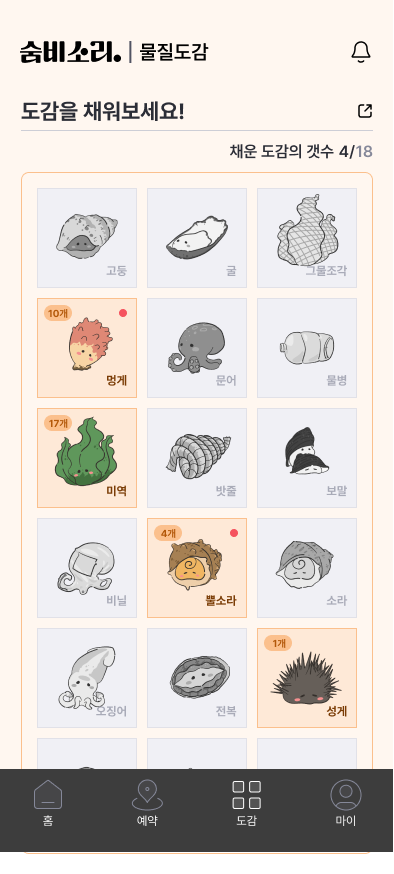 숨비소리. | 물질도감
도감을 채워보세요!
채운 도감의 갯수 4/18
고둥 굴 그물조각
10개
멍게 문어 물병
17개
미역 밧줄 보말
4개
비닐 뿔소라 소라
1개
오징어 전복 성게
홈 예약 도감 마이